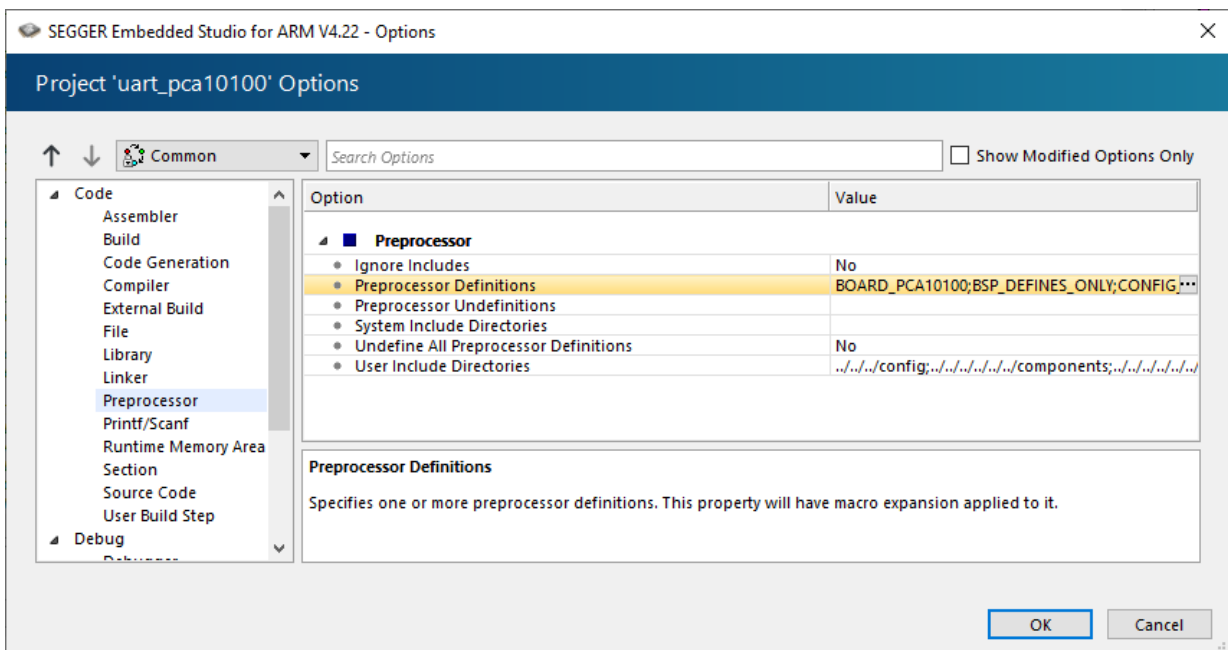 SEGGER Embedded Studio for ARM V4.22 - Options
Project 'uart_pca10100' Options
Common
Search Options
Show Modified Options Only
Code
Assembler
Build
Code Generation
Compiler
External Build
File
Library
Linker
Preprocessor
Printf/Scanf
Runtime Memory Area
Section
Source Code
User Build Step
Debug
Option Value
Preprocessor
Ignore Includes No
Preprocessor Definitions BOARD_PCA10100;BSP_DEFINES_ONLY;CONFIG_
Preprocessor Undefinitions
System Include Directories
Undefine All Preprocessor Definitions No
User Include Directories ../../../config;../../../../../../components;../../../../../../
Preprocessor Definitions
Specifies one or more preprocessor definitions. This property will have macro expansion applied to it.
OK Cancel